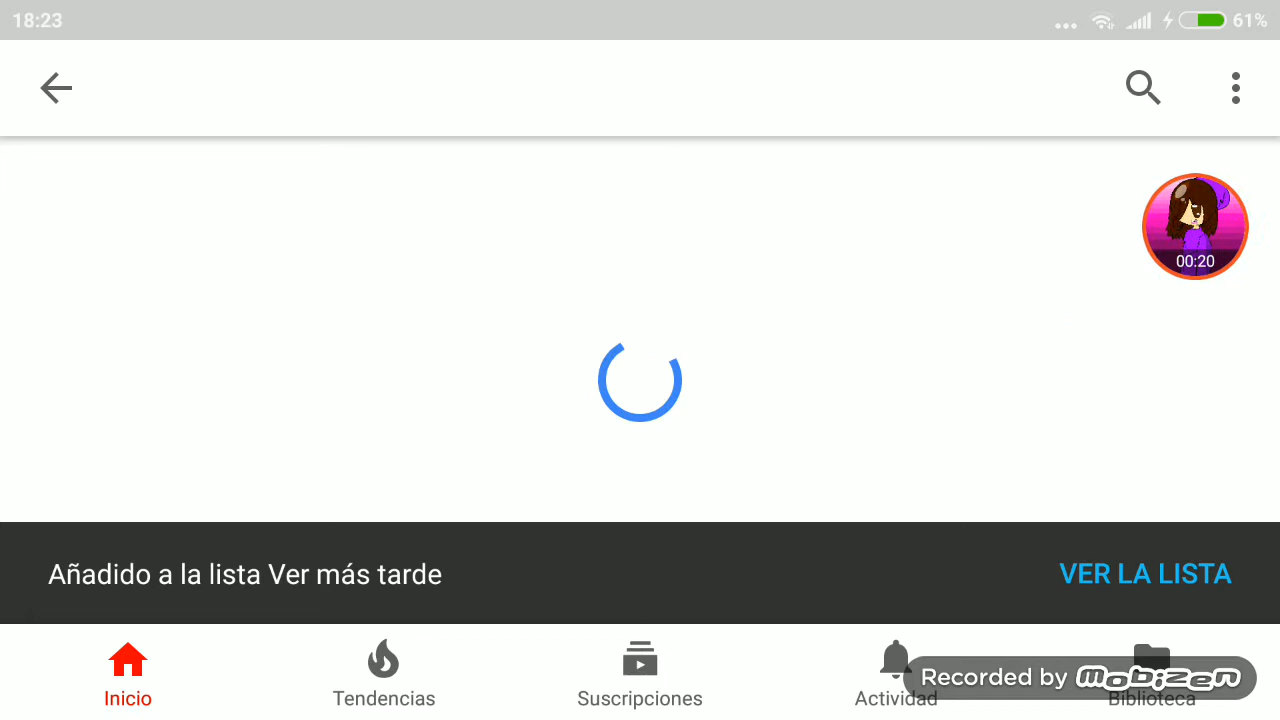 18:23
61%
00:20
Añadido a la lista Ver más tarde
VER LA LISTA
Inicio
Tendencias
Suscripciones
Actividad
Biblioteca
Recorded by Mobizen